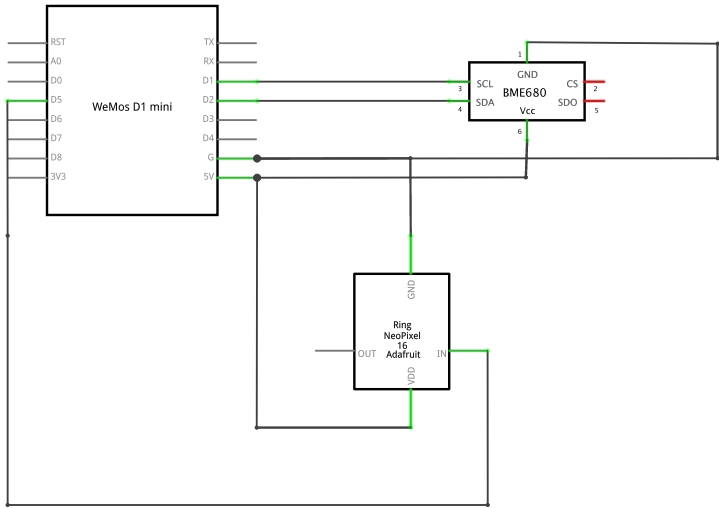 RST
A0
D0
D5
D6
D7
D8
3V3
WeMos D1 mini
TX
RX
D1
D2
D3
D4
G
5V
1
GND
3
SCL
BME680
CS
2
4
SDA
SDO
5
Vcc
6
GND
Ring
NeoPixel
16
Adafruit
OUT
IN
VDD